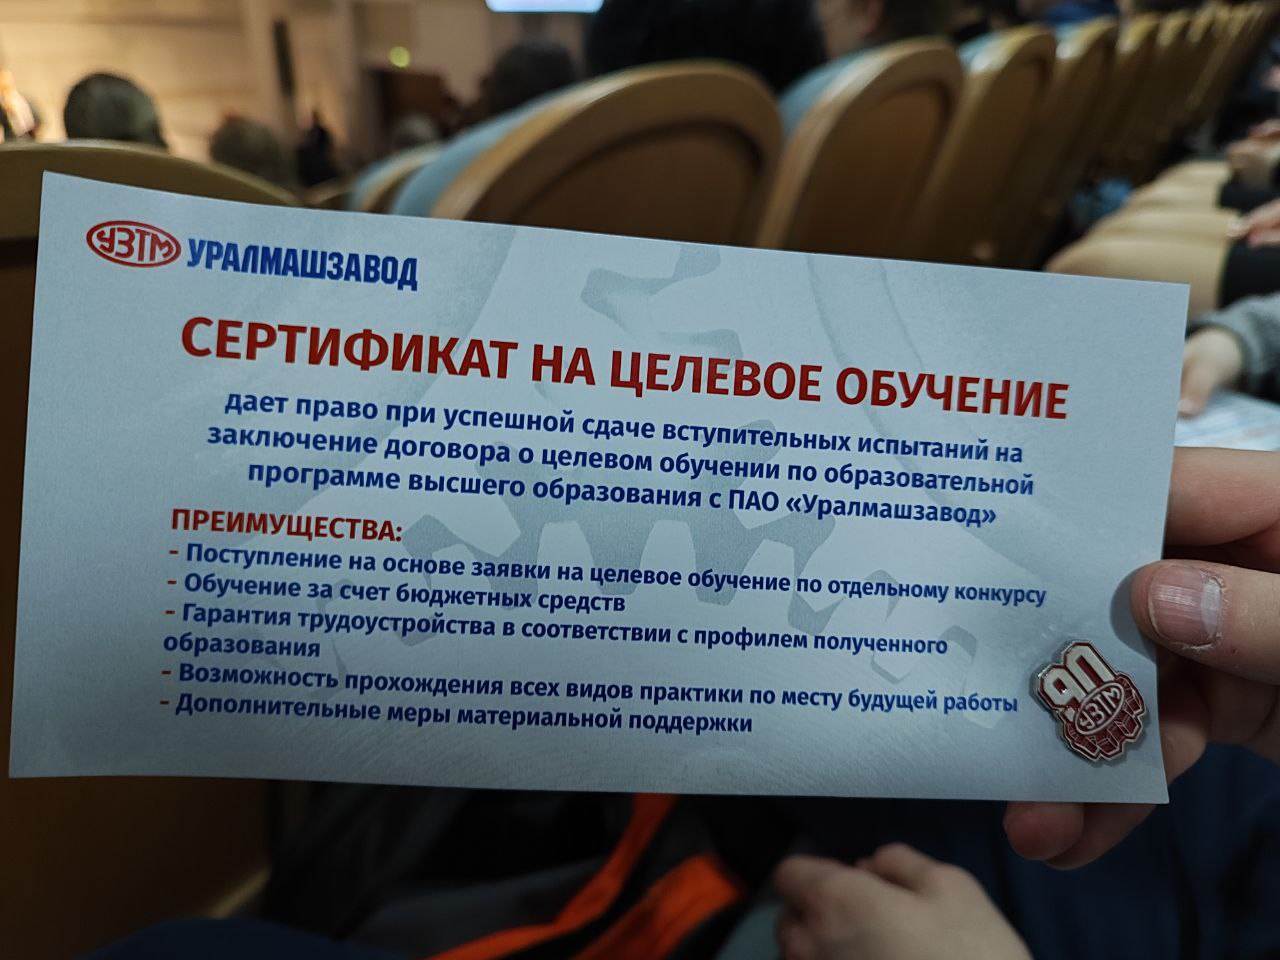 УЗТМ УРАЛМАШЗАВОД
СЕРТИФИКАТ НА ЦЕЛЕВОЕ ОБУЧЕНИЕ
дает право при успешной сдаче вступительных испытаний на
заключение договора о целевом обучении по образовательной
программе высшего образования с ПАО «Уралмашзавод»
ПРЕИМУЩЕСТВА:
- Поступление на основе заявки на целевое обучение по отдельному конкурсу
- Обучение за счет бюджетных средств
- Гарантия трудоустройства в соответствии с профилем полученного
образования
- Возможность прохождения всех видов практики по месту будущей работы
- Дополнительные меры материальной поддержки
90
УЗТМ